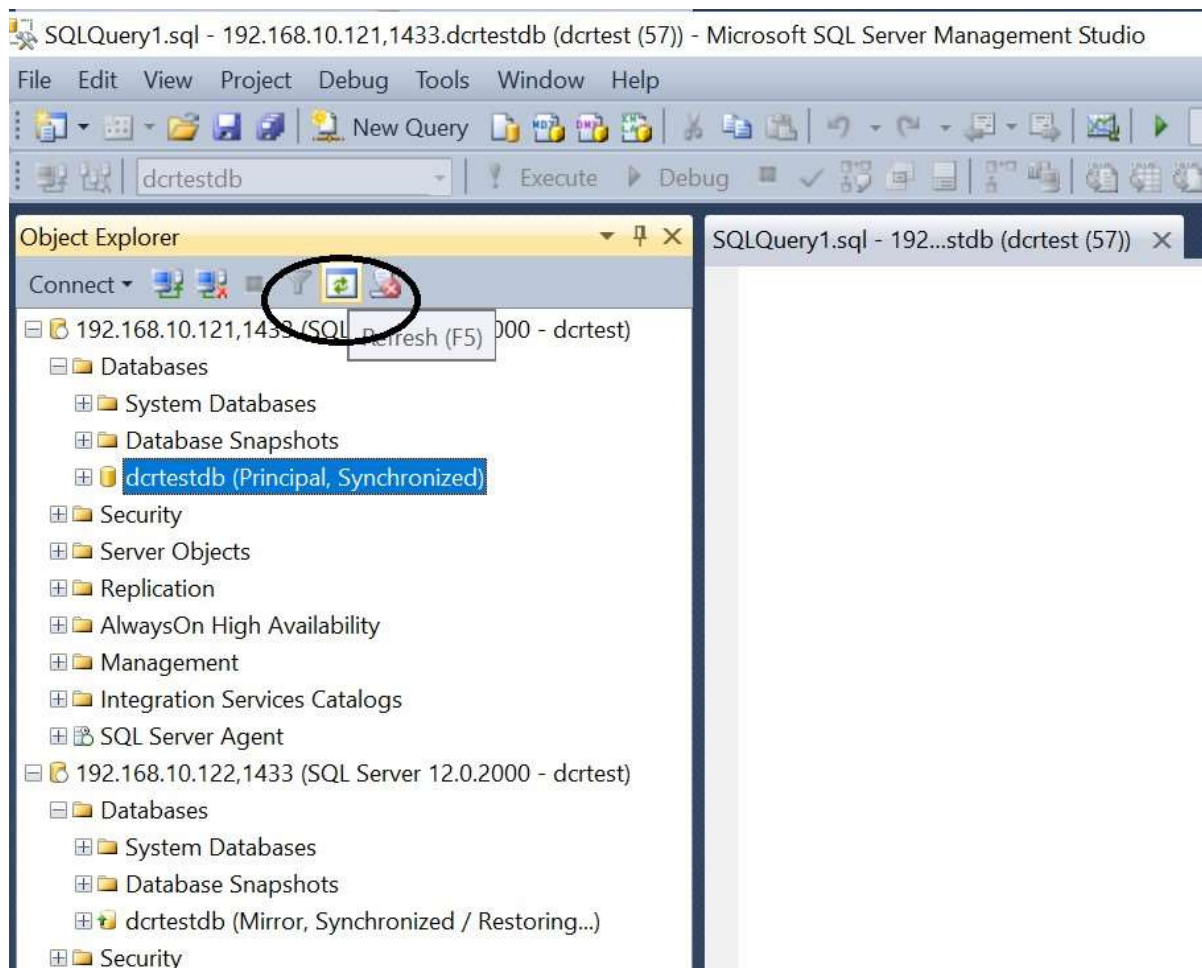 SQLQuery1.sql - 192.168.10.121,1433.dcrtestdb (dcrtest (57)) - Microsoft SQL Server Management Studio
File Edit View Project Debug Tools Window Help
New Query
dcrtestdb Execute Debug
Object Explorer
SQLQuery1.sql - 192...stdb (dcrtest (57))
Connect
192.168.10.121,1433 (SQL 000 - dcrtest)
Refresh (F5)
Databases
System Databases
Database Snapshots
dcrtestdb (Principal, Synchronized)
Security
Server Objects
Replication
AlwaysOn High Availability
Management
Integration Services Catalogs
SQL Server Agent
192.168.10.122,1433 (SQL Server 12.0.2000 - dcrtest)
Databases
System Databases
Database Snapshots
dcrtestdb (Mirror, Synchronized / Restoring...)
Security